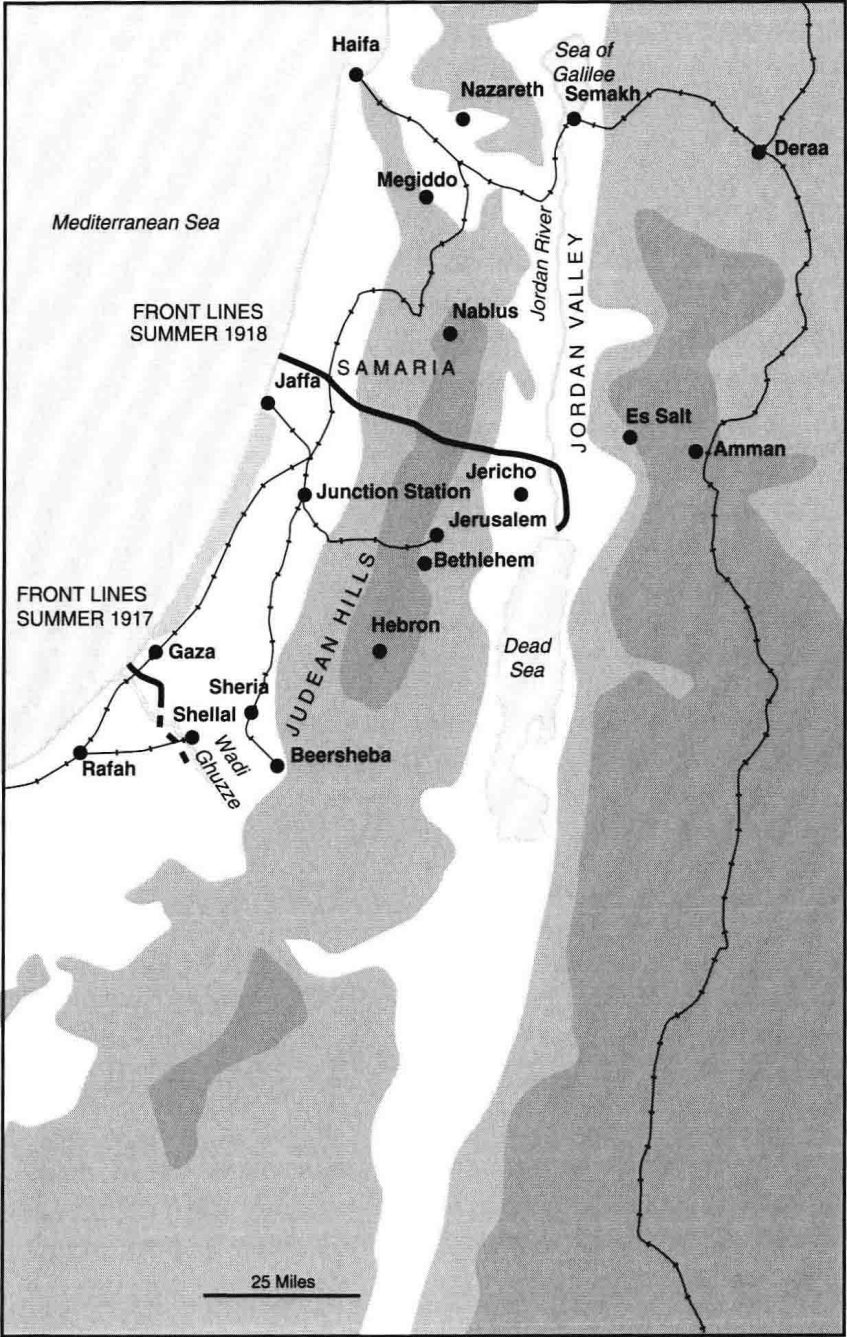 Haifa
Sea of
Galilee
Nazareth
Semakh
Deraa
Megiddo
Mediterranean Sea
Jordan River
JORDAN VALLEY
FRONT LINES
SUMMER 1918
Nablus
SAMARIA
Jaffa
Es Salt
Amman
Jericho
Junction Station
Jerusalem
Bethlehem
JUDEAN HILLS
FRONT LINES
SUMMER 1917
Hebron
Gaza
Dead
Sea
Sheria
Shellal
Wadi
Ghuzze
Beersheba
Rafah
25 Miles